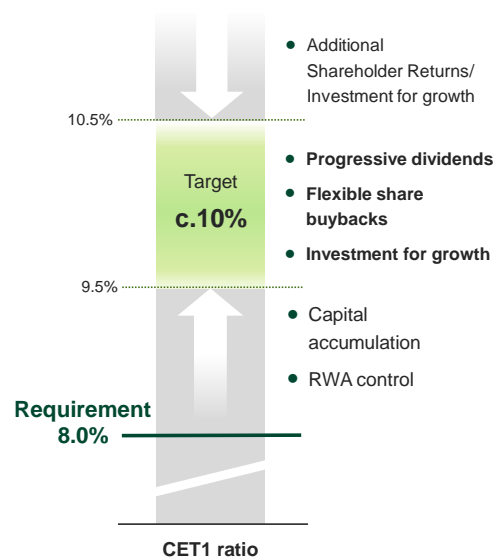 • Additional
Shareholder Returns/
Investment for growth
10.5%
Target
c.10%
• Progressive dividends
• Flexible share
buybacks
• Investment for growth
9.5%
• Capital
accumulation
• RWA control
Requirement
8.0%
CET1 ratio